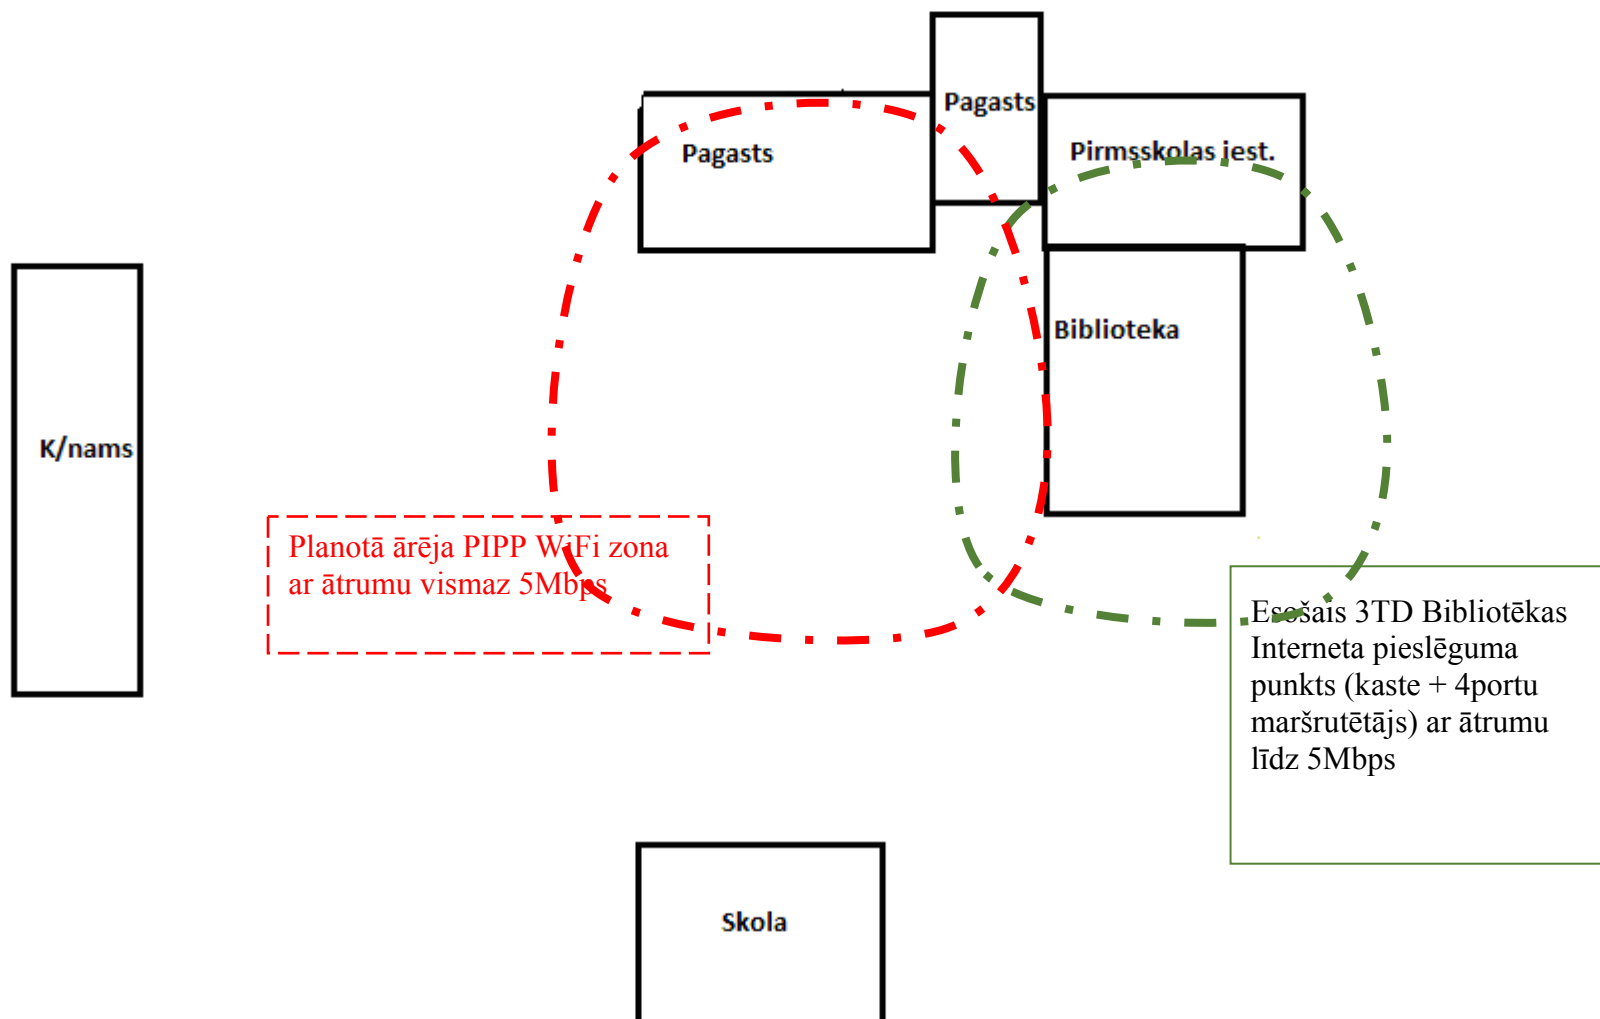 Pagasts
Pagasts
Pirmsskolas iest.
Biblioteka
K/nams
Planotā ārēja PIPP WiFi zona
ar ātrumu vismaz 5Mbps
Esošais 3TD Bibliotēkas
Interneta pieslēguma
punkts (kaste + 4portu
maršrutētājs) ar ātrumu
līdz 5Mbps
Skola